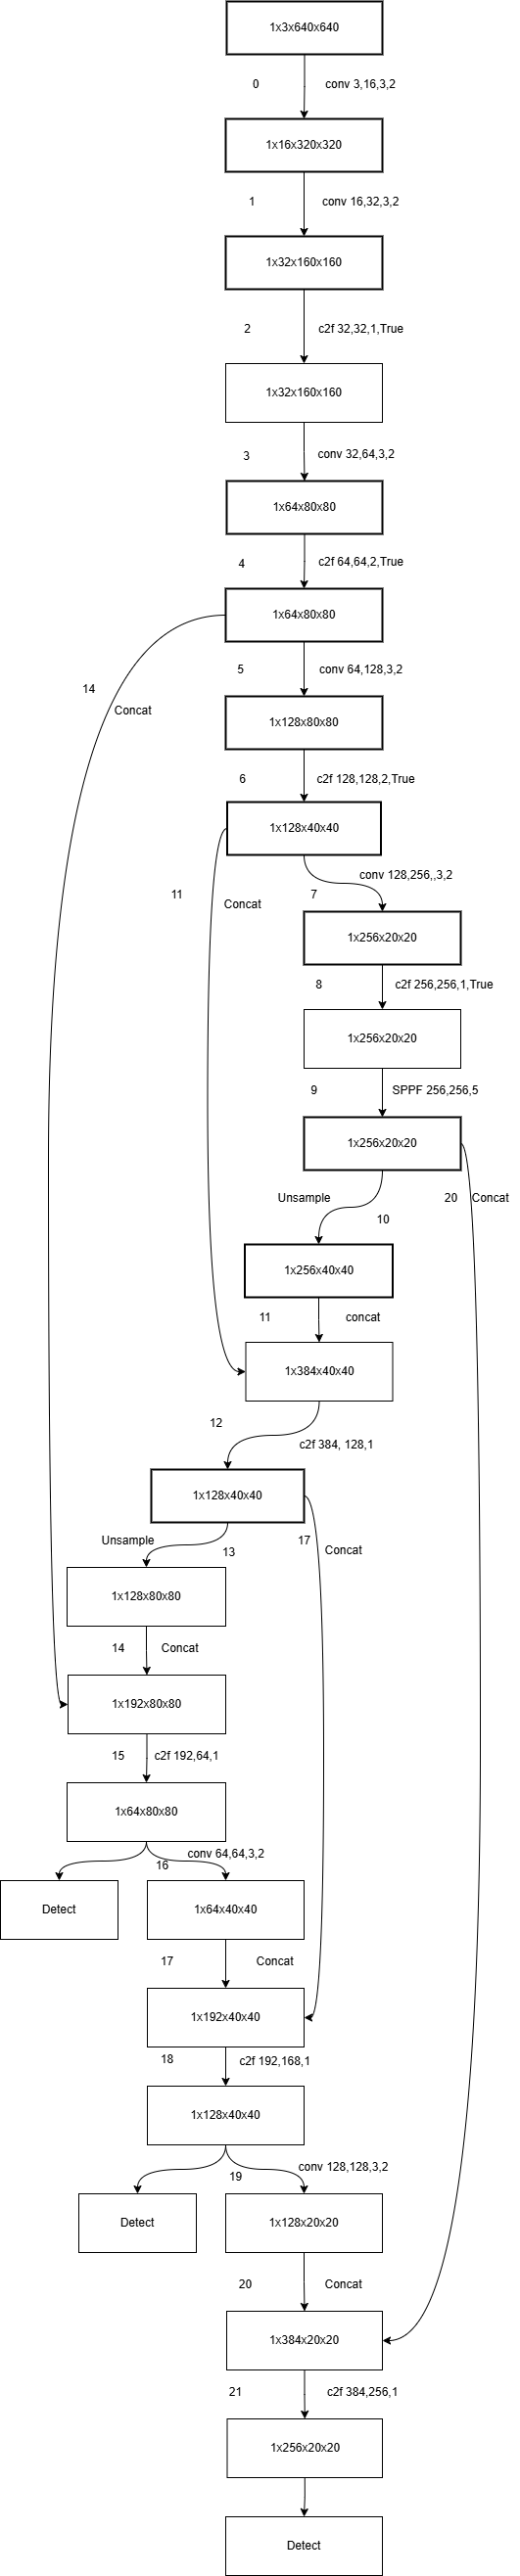 1x3x640x640
0
conv 3,16,3,2
1x16x320x320
1
conv 16,32,3,2
1x32x160x160
2
c2f 32,32,1,True
1x32x160x160
3
conv 32,64,3,2
1x64x80x80
4
c2f 64,64,2,True
1x64x80x80
5
conv 64,128,3,2
14
Concat
1x128x80x80
6
c2f 128,128,2,True
1x128x40x40
11
Concat
7
conv 128,256,,3,2
1x256x20x20
8
c2f 256,256,1,True
1x256x20x20
9
SPPF 256,256,5
1x256x20x20
Unsample
10
20
Concat
1x256x40x40
11
concat
1x384x40x40
12
c2f 384, 128,1
1x128x40x40
Unsample
13
17
Concat
1x128x80x80
14
Concat
1x192x80x80
15
c2f 192,64,1
1x64x80x80
16
conv 64,64,3,2
Detect
1x64x40x40
17
Concat
1x192x40x40
18
c2f 192,168,1
1x128x40x40
19
conv 128,128,3,2
Detect
1x128x20x20
20
Concat
1x384x20x20
21
c2f 384,256,1
1x256x20x20
Detect